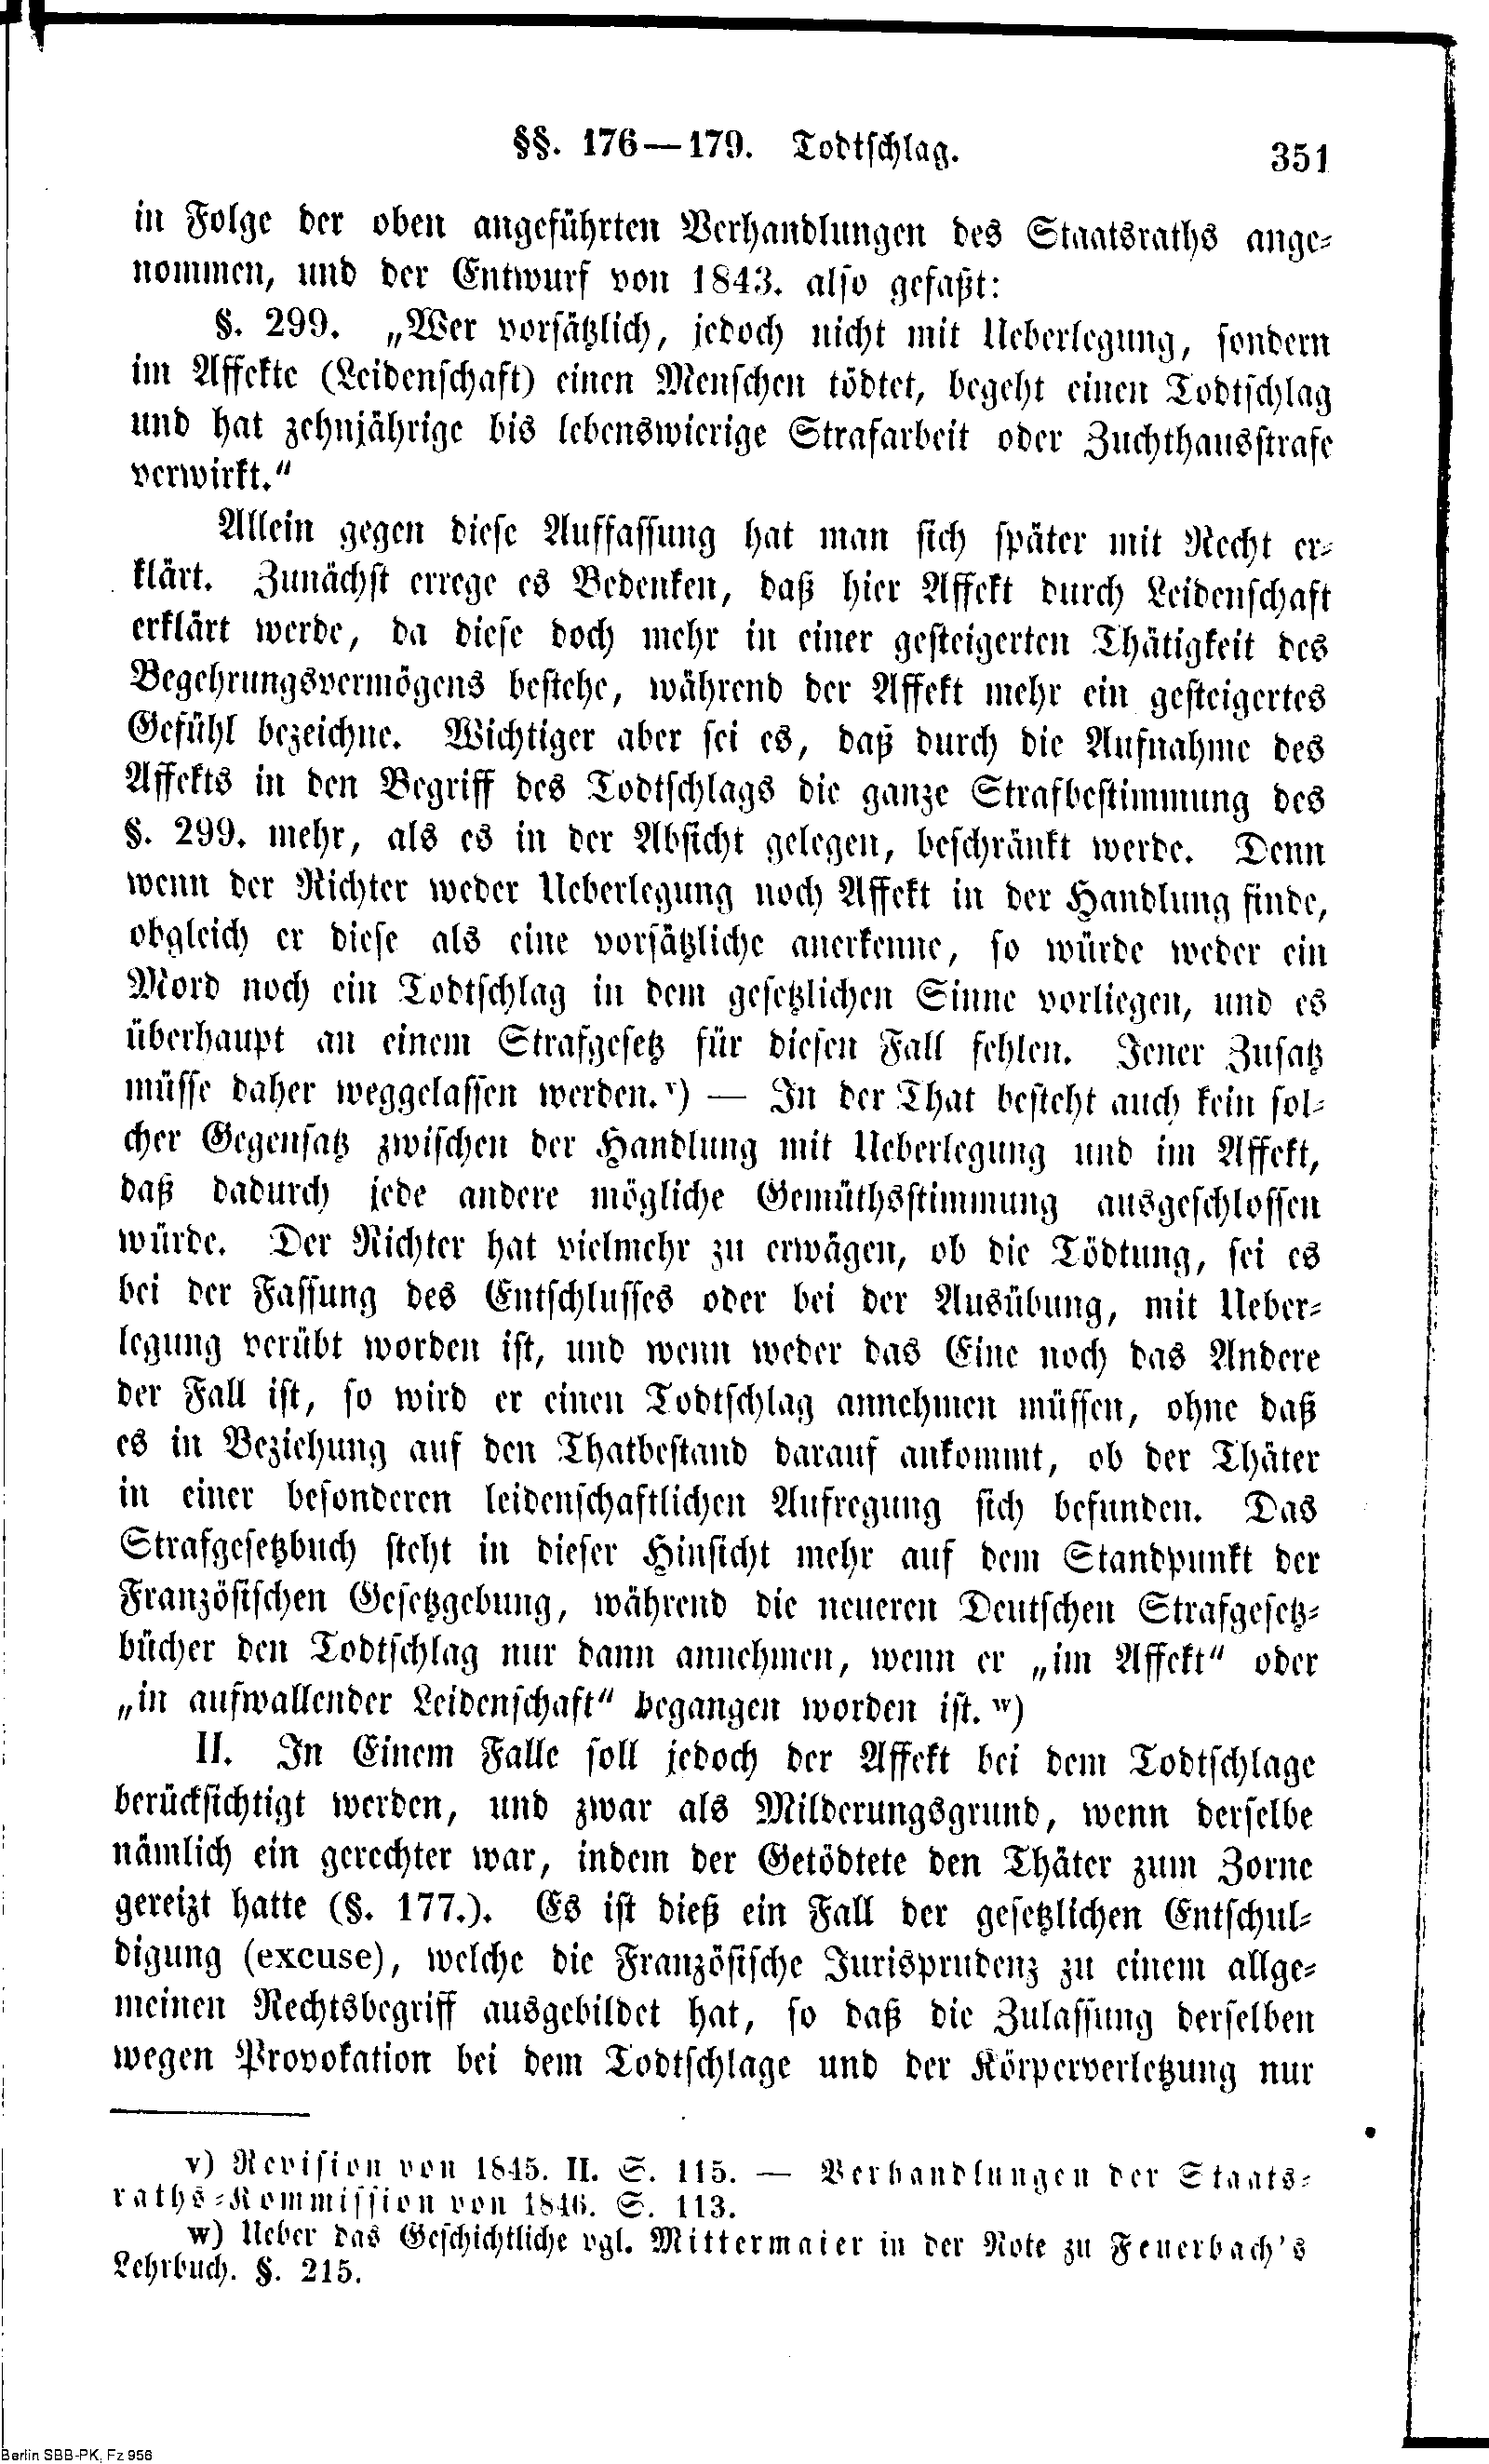 §§. 176—179. Todtschlag. 351
in Folge der oben angeführten Verhandlungen des Staatsraths ange-
nommen, und der Entwurf von 1843. also gefaßt:
§. 299. „Wer vorsätzlich, jedoch nicht mit Ueberlegung, sondern
im Affekte (Leidenschaft) einen Menschen tödtet, begeht einen Todtschlag
und hat zehnjährige bis lebenswierige Strafarbeit oder Zuchthausstrafe
verwirkt.“
Allein gegen diese Auffassung hat man sich später mit Recht er-
klärt. Zunächst errege es Bedenken, daß hier Affekt durch Leidenschaft
erklärt werde, da diese doch mehr in einer gesteigerten Thätigkeit des
Begehrungsvermögens bestehe, während der Affekt mehr ein gesteigertes
Gefühl bezeichne. Wichtiger aber sei es, daß durch die Aufnahme des
Affekts in den Begriff des Todtschlags die ganze Strafbestimmung des
§. 299. mehr, als es in der Absicht gelegen, beschränkt werde. Denn
wenn der Richter weder Ueberlegung noch Affekt in der Handlung finde,
obgleich er diese als eine vorsätzliche anerkenne, so würde weder ein
Mord noch ein Todtschlag in dem gesetzlichen Sinne vorliegen, und es
überhaupt an einem Strafgesetz für diesen Fall fehlen. Jener Zusatz
müsse daher weggelassen werden.v) — In der That besteht auch kein sol-
cher Gegensatz zwischen der Handlung mit Ueberlegung und im Affekt,
daß dadurch jede andere mögliche Gemüthsstimmung ausgeschlossen
würde. Der Richter hat vielmehr zu erwägen, ob die Tödtung, sei es
bei der Fassung des Entschlusses oder bei der Ausübung, mit Ueber-
legung verübt worden ist, und wenn weder das Eine noch das Andere
der Fall ist, so wird er einen Todtschlag annehmen müssen, ohne daß
es in Beziehung auf den Thatbestand darauf ankommt, ob der Thäter
in einer besonderen leidenschaftlichen Aufregung sich befunden. Das
Strafgesetzbuch steht in dieser Hinsicht mehr auf dem Standpunkt der
Französischen Gesetzgebung, während die neueren Deutschen Strafgesetz-
bücher den Todtschlag nur dann annehmen, wenn er „im Affekt“ oder
„in aufwallender Leidenschaft“ begangen worden ist. w)
II. In Einem Falle soll jedoch der Affekt bei dem Todtschlage
berücksichtigt werden, und zwar als Milderungsgrund, wenn derselbe
nämlich ein gerechter war, indem der Getödtete den Thäter zum Zorne
gereizt hatte (§. 177.). Es ist dieß ein Fall der gesetzlichen Entschul-
digung (excuse), welche die Französische Jurisprudenz zu einem allge-
meinen Rechtsbegriff ausgebildet hat, so daß die Zulassung derselben
wegen Provokation bei dem Todtschlage und der Körperverletzung nur
v) Revision von 1845. II. S. 115. — Verhandlungen der Staats-
raths-Kommission von 1846. S. 113.
w) Ueber das Geschichtliche vgl. Mittermaier in der Note zu Feuerbach's
Lehrbuch. §. 215.
Berlin SBB-PK, Fz 956